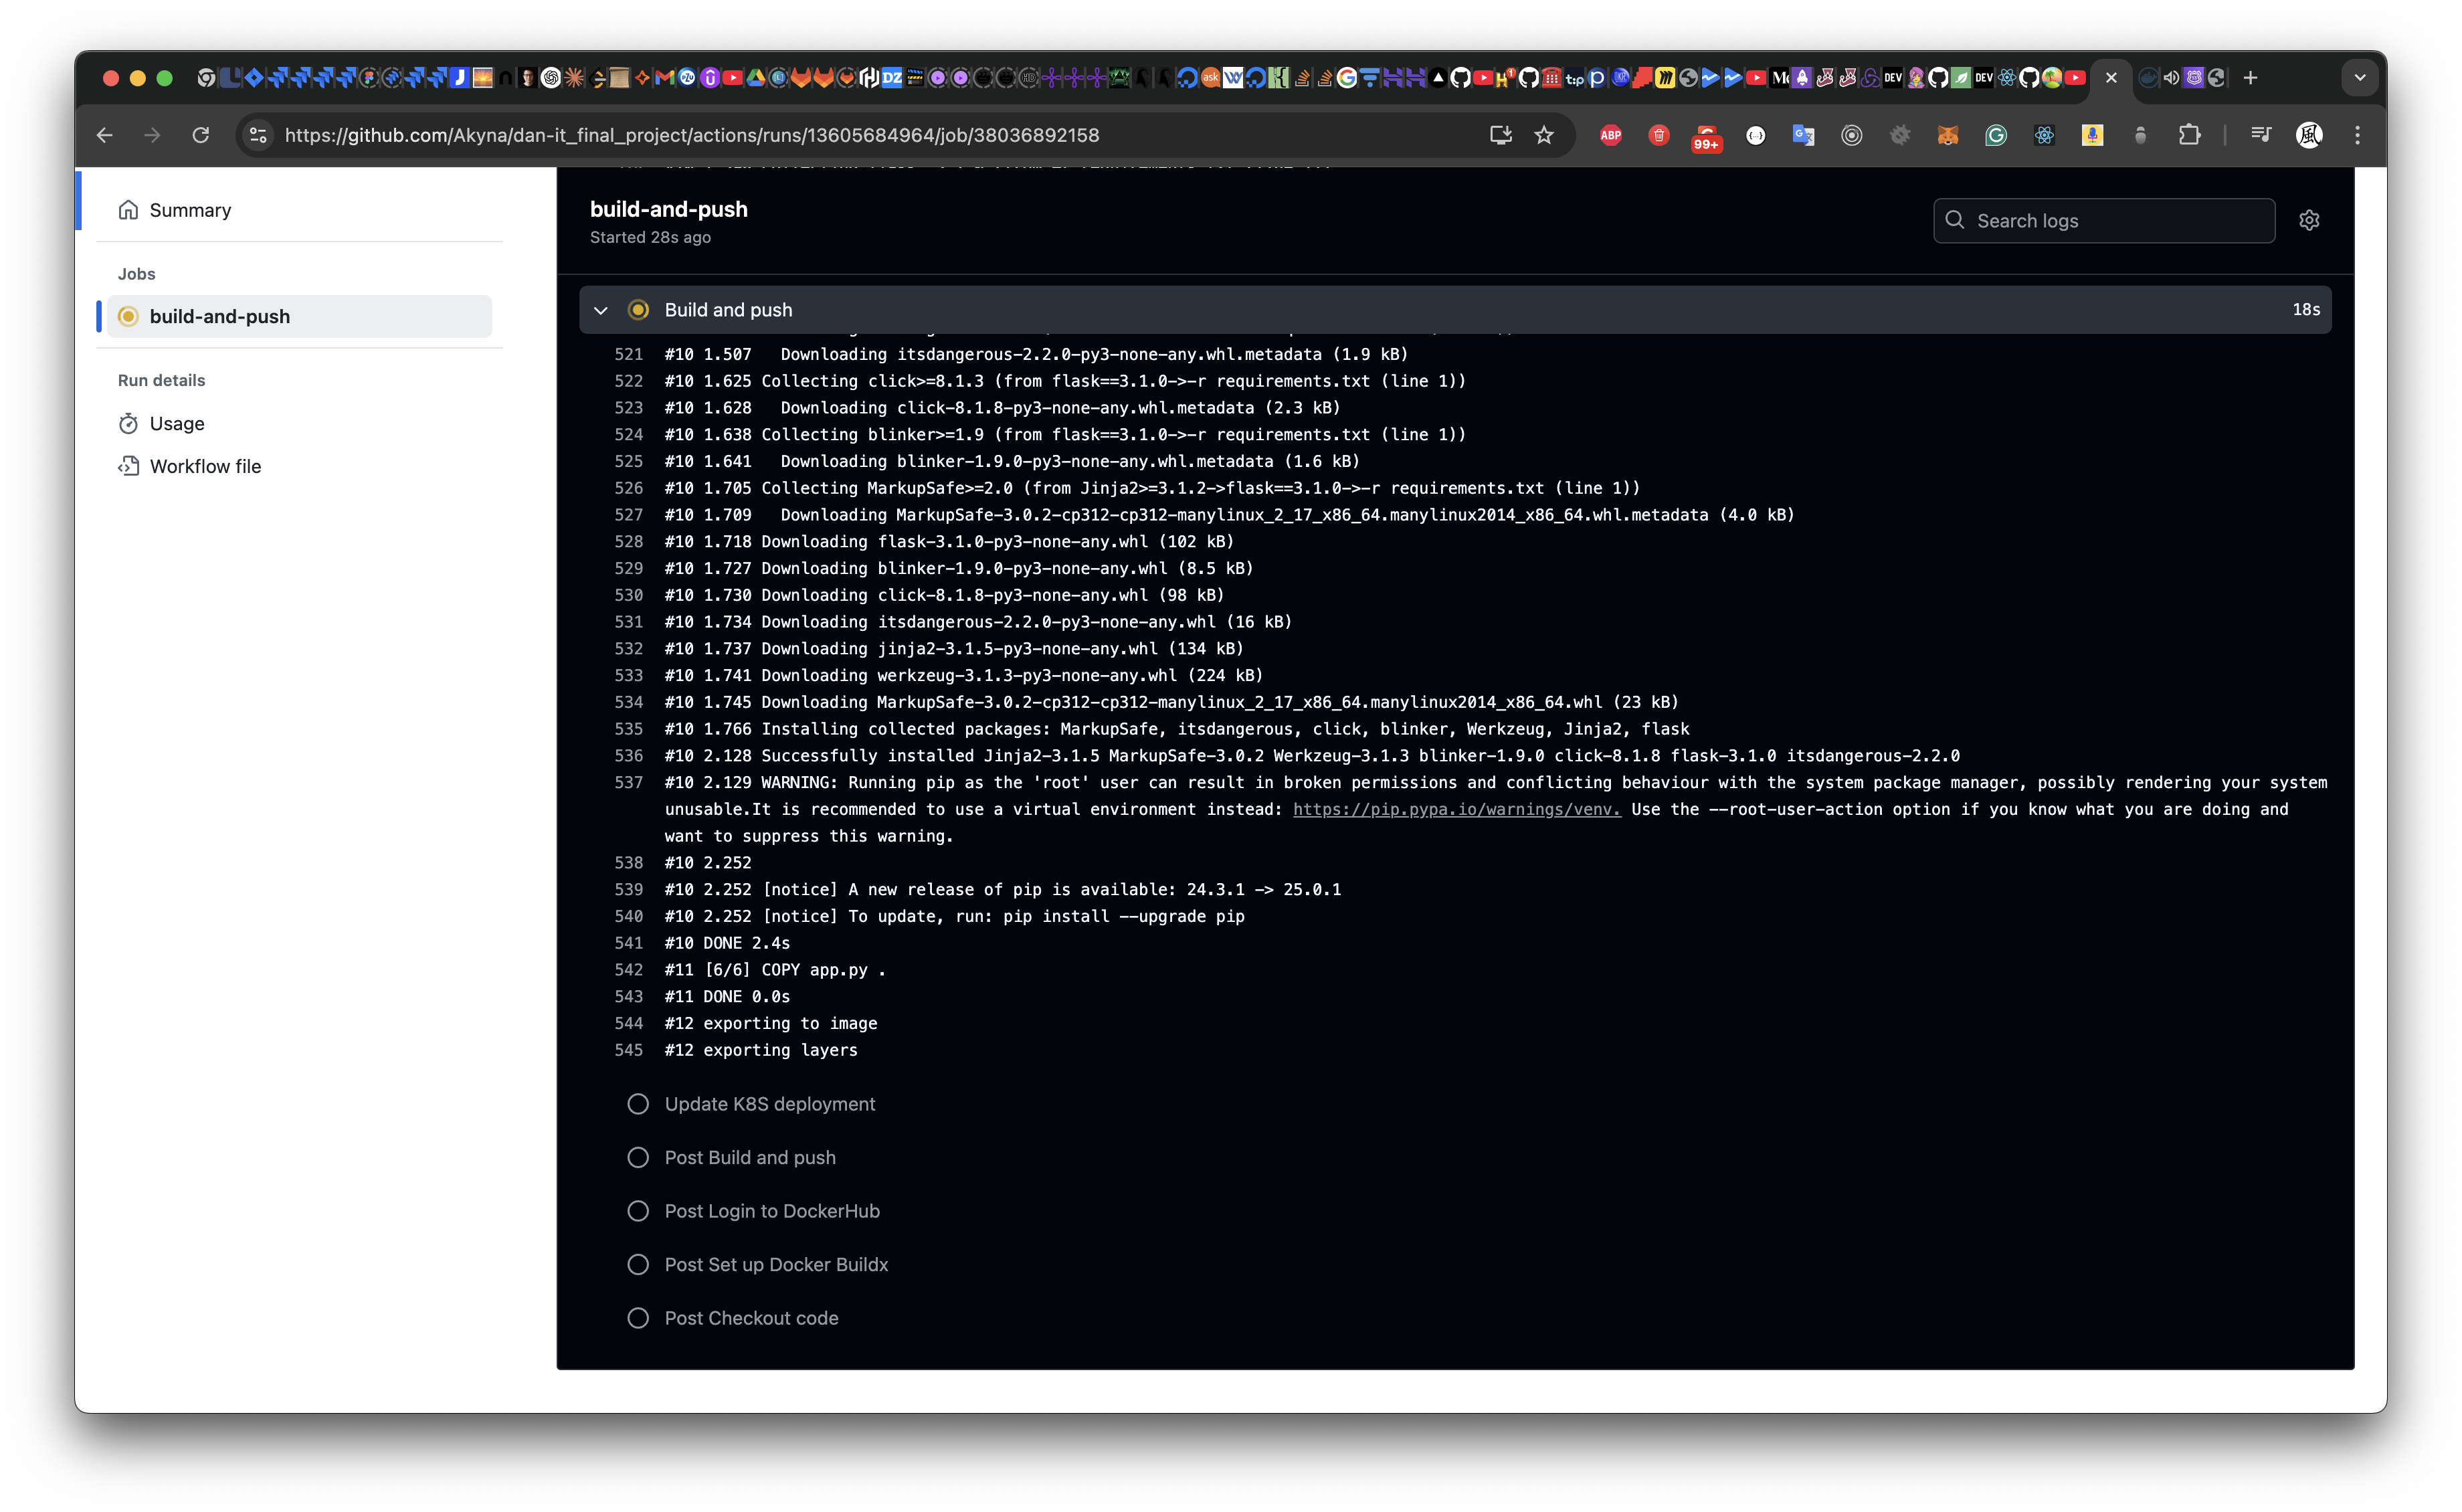 https://github.com/Akyna/dan-it_final_project/actions/runs/13605684964/job/38036892158
ABP
99+
風
Summary
Jobs
build-and-push
Run details
Usage
Workflow file
build-and-push
Started 28s ago
Search logs
Build and push
18s
521 #10 1.507   Downloading itsdangerous-2.2.0-py3-none-any.whl.metadata (1.9 kB)
522 #10 1.625 Collecting click>=8.1.3 (from flask==3.1.0->-r requirements.txt (line 1))
523 #10 1.628   Downloading click-8.1.8-py3-none-any.whl.metadata (2.3 kB)
524 #10 1.638 Collecting blinker>=1.9 (from flask==3.1.0->-r requirements.txt (line 1))
525 #10 1.641   Downloading blinker-1.9.0-py3-none-any.whl.metadata (1.6 kB)
526 #10 1.705 Collecting MarkupSafe>=2.0 (from Jinja2>=3.1.2->flask==3.1.0->-r requirements.txt (line 1))
527 #10 1.709   Downloading MarkupSafe-3.0.2-cp312-cp312-manylinux_2_17_x86_64.manylinux2014_x86_64.whl.metadata (4.0 kB)
528 #10 1.718 Downloading flask-3.1.0-py3-none-any.whl (102 kB)
529 #10 1.727 Downloading blinker-1.9.0-py3-none-any.whl (8.5 kB)
530 #10 1.730 Downloading click-8.1.8-py3-none-any.whl (98 kB)
531 #10 1.734 Downloading itsdangerous-2.2.0-py3-none-any.whl (16 kB)
532 #10 1.737 Downloading jinja2-3.1.5-py3-none-any.whl (134 kB)
533 #10 1.741 Downloading werkzeug-3.1.3-py3-none-any.whl (224 kB)
534 #10 1.745 Downloading MarkupSafe-3.0.2-cp312-cp312-manylinux_2_17_x86_64.manylinux2014_x86_64.whl (23 kB)
535 #10 1.766 Installing collected packages: MarkupSafe, itsdangerous, click, blinker, Werkzeug, Jinja2, flask
536 #10 2.128 Successfully installed Jinja2-3.1.5 MarkupSafe-3.0.2 Werkzeug-3.1.3 blinker-1.9.0 click-8.1.8 flask-3.1.0 itsdangerous-2.2.0
537 #10 2.129 WARNING: Running pip as the 'root' user can result in broken permissions and conflicting behaviour with the system package manager, possibly rendering your system
unusable.It is recommended to use a virtual environment instead: https://pip.pypa.io/warnings/venv. Use the --root-user-action option if you know what you are doing and
want to suppress this warning.
538 #10 2.252
539 #10 2.252 [notice] A new release of pip is available: 24.3.1 -> 25.0.1
540 #10 2.252 [notice] To update, run: pip install --upgrade pip
541 #10 DONE 2.4s
542 #11 [6/6] COPY app.py .
543 #11 DONE 0.0s
544 #12 exporting to image
545 #12 exporting layers
Update K8S deployment
Post Build and push
Post Login to DockerHub
Post Set up Docker Buildx
Post Checkout code